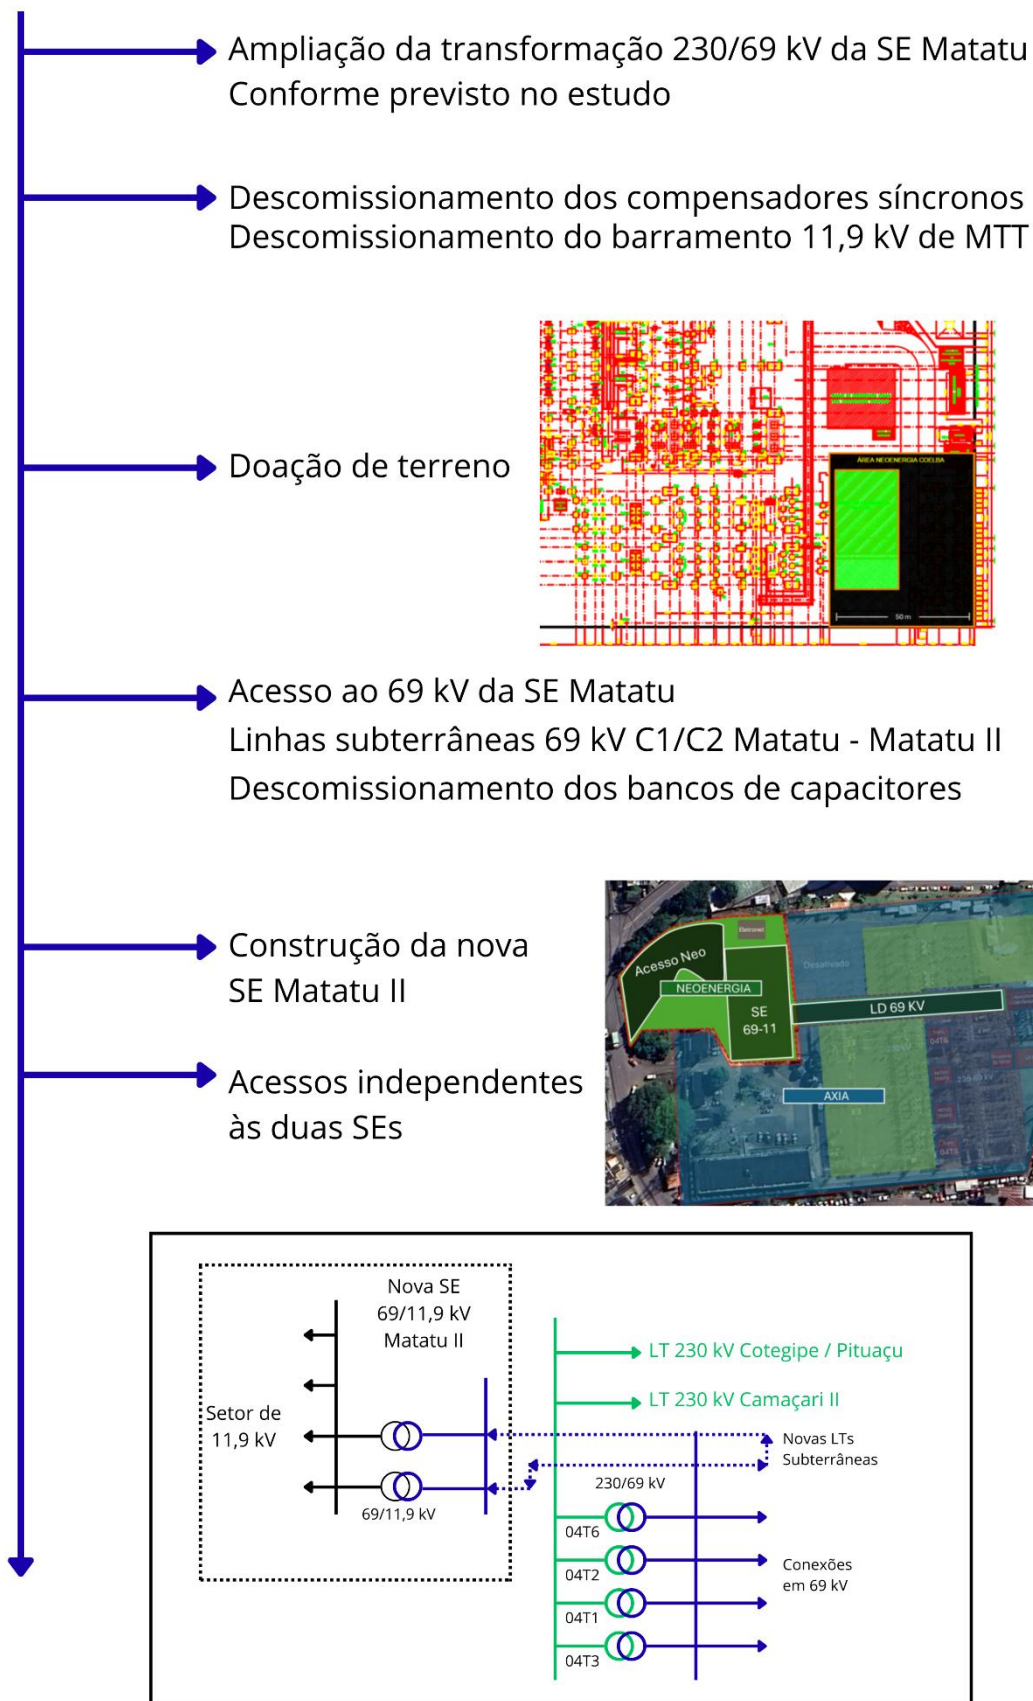 Ampliação da transformação 230/69 kV da SE Matatu
Conforme previsto no estudo
Descomissionamento dos compensadores síncronos
Descomissionamento do barramento 11,9 kV de MTT
ÁREA NEOENERGIA COELBA
50 m
Doação de terreno
Acesso ao 69 kV da SE Matatu
Linhas subterrâneas 69 kV C1/C2 Matatu - Matatu II
Descomissionamento dos bancos de capacitores
Construção da nova
SE Matatu II
Eletronet
Acesso Neo
Desativado
NEOENERGIA
SE
69-11
LD 69 KV
04T6
AXIA
04T3
Acessos independentes
às duas SEs
Nova SE
69/11,9 kV
Matatu II
Setor de
11,9 kV
69/11,9 kV
LT 230 kV Cotegipe / Pituaçu
LT 230 kV Camaçari II
Novas LTs
Subterrâneas
230/69 kV
04T6
04T2
04T1
04T3
Conexões
em 69 kV